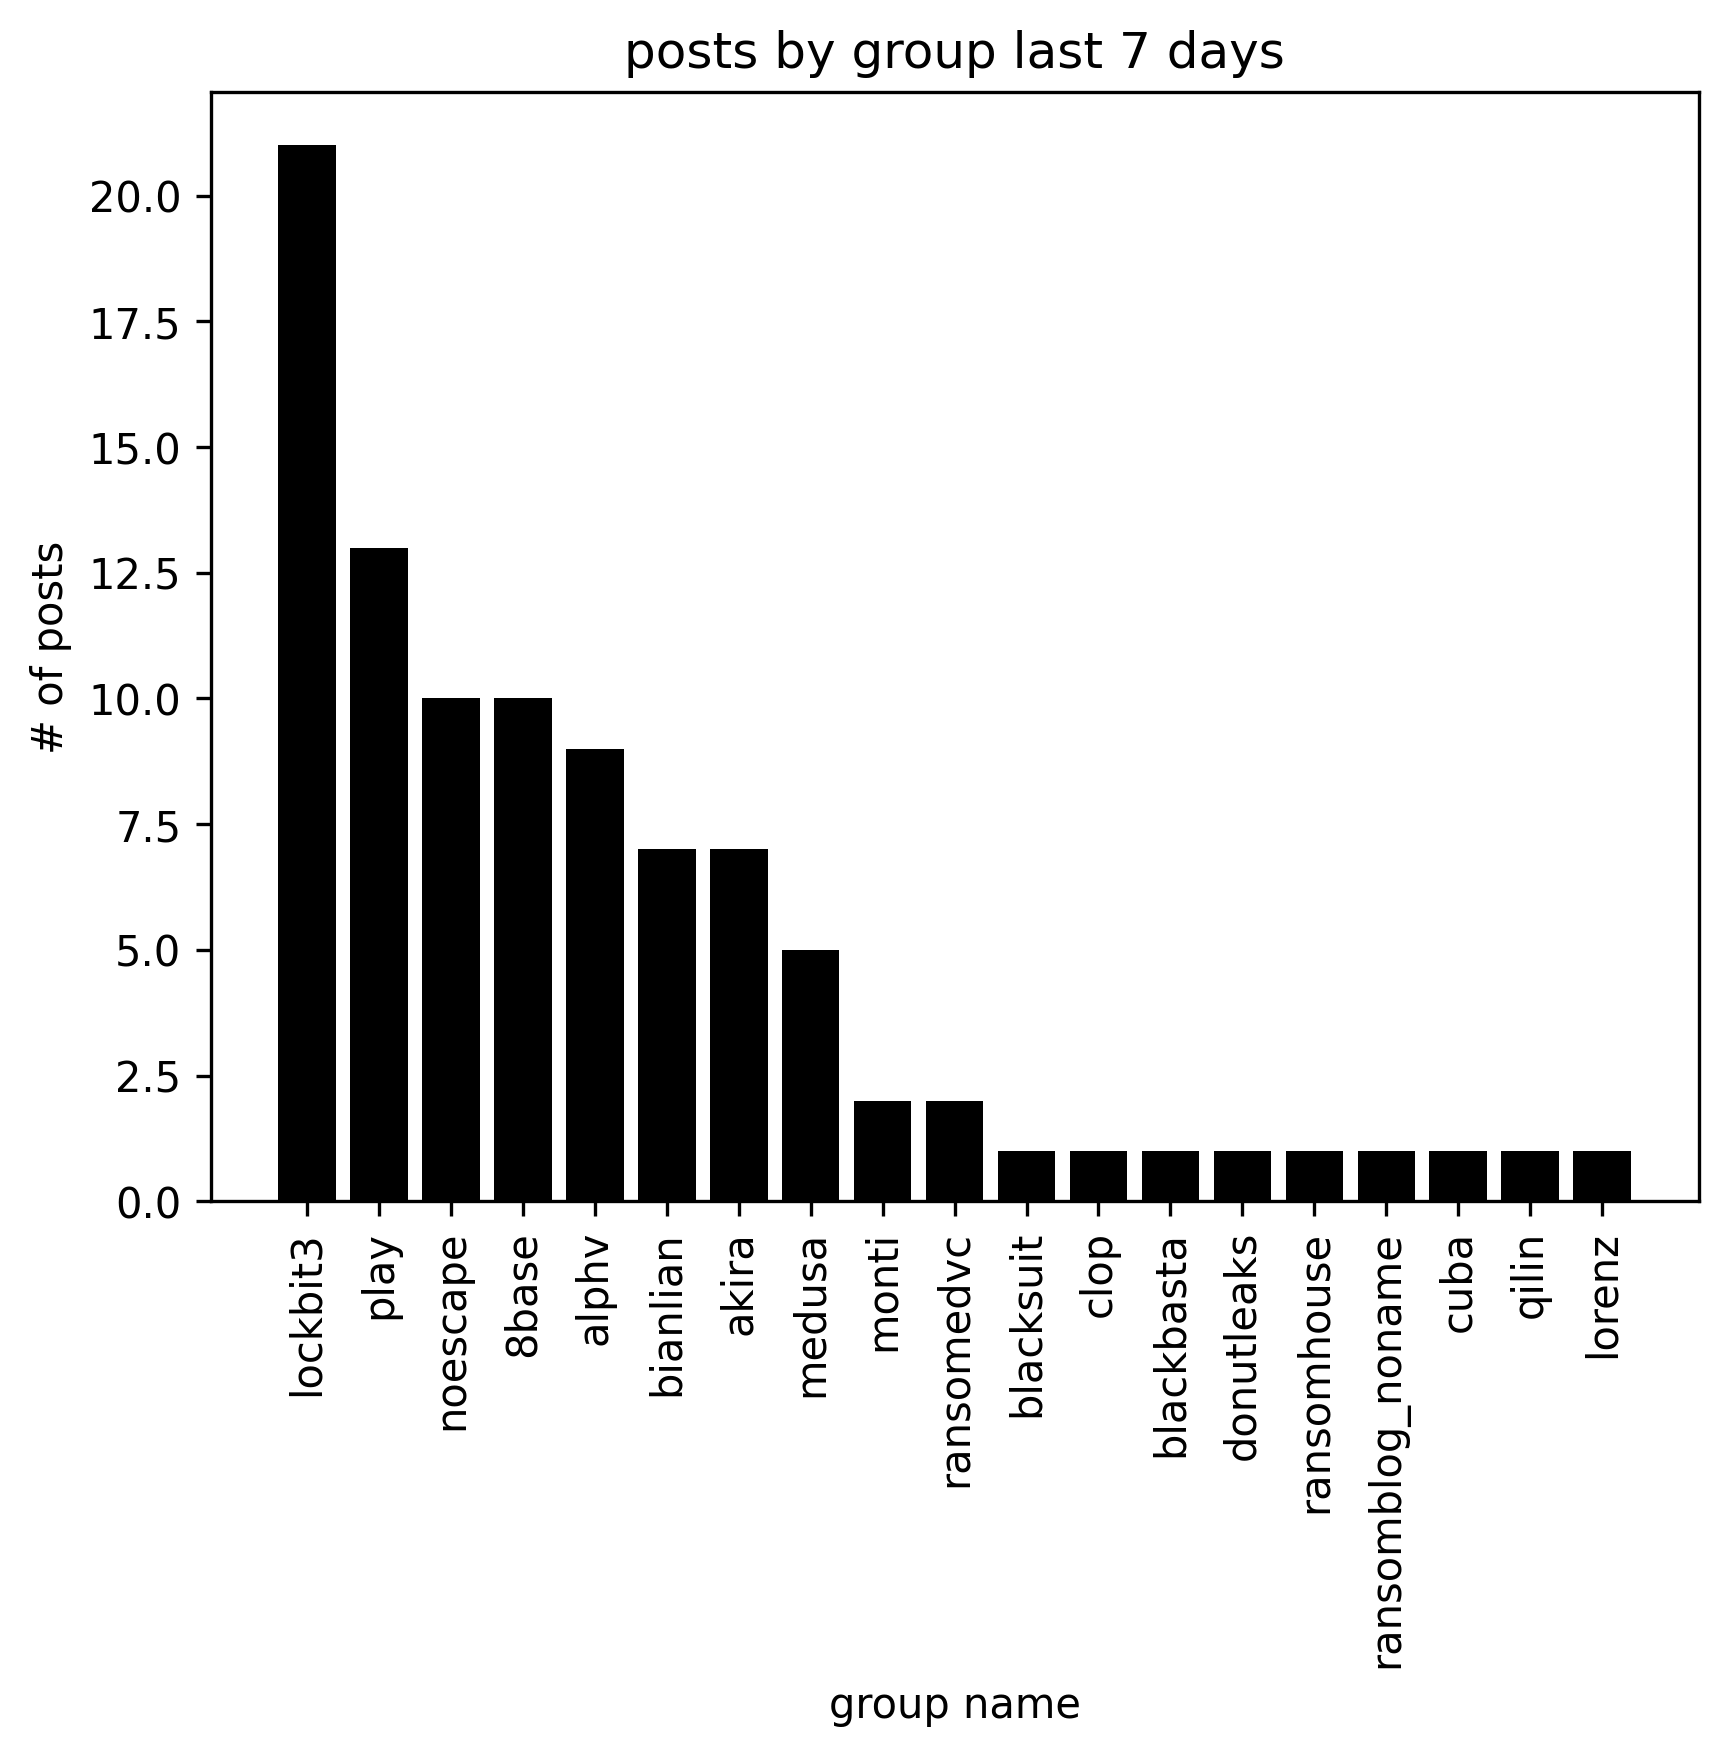 posts by group last 7 days
# of posts
20.0
17.5
15.0
12.5
10.0
7.5
5.0
2.5
0.0
lockbit3
play
noescape
8base
alphv
bianlian
akira
medusa
monti
ransomedvc
blacksuit
clop
blackbasta
donutleaks
ransomhouse
ransomblog_noname
cuba
qilin
lorenz
group name